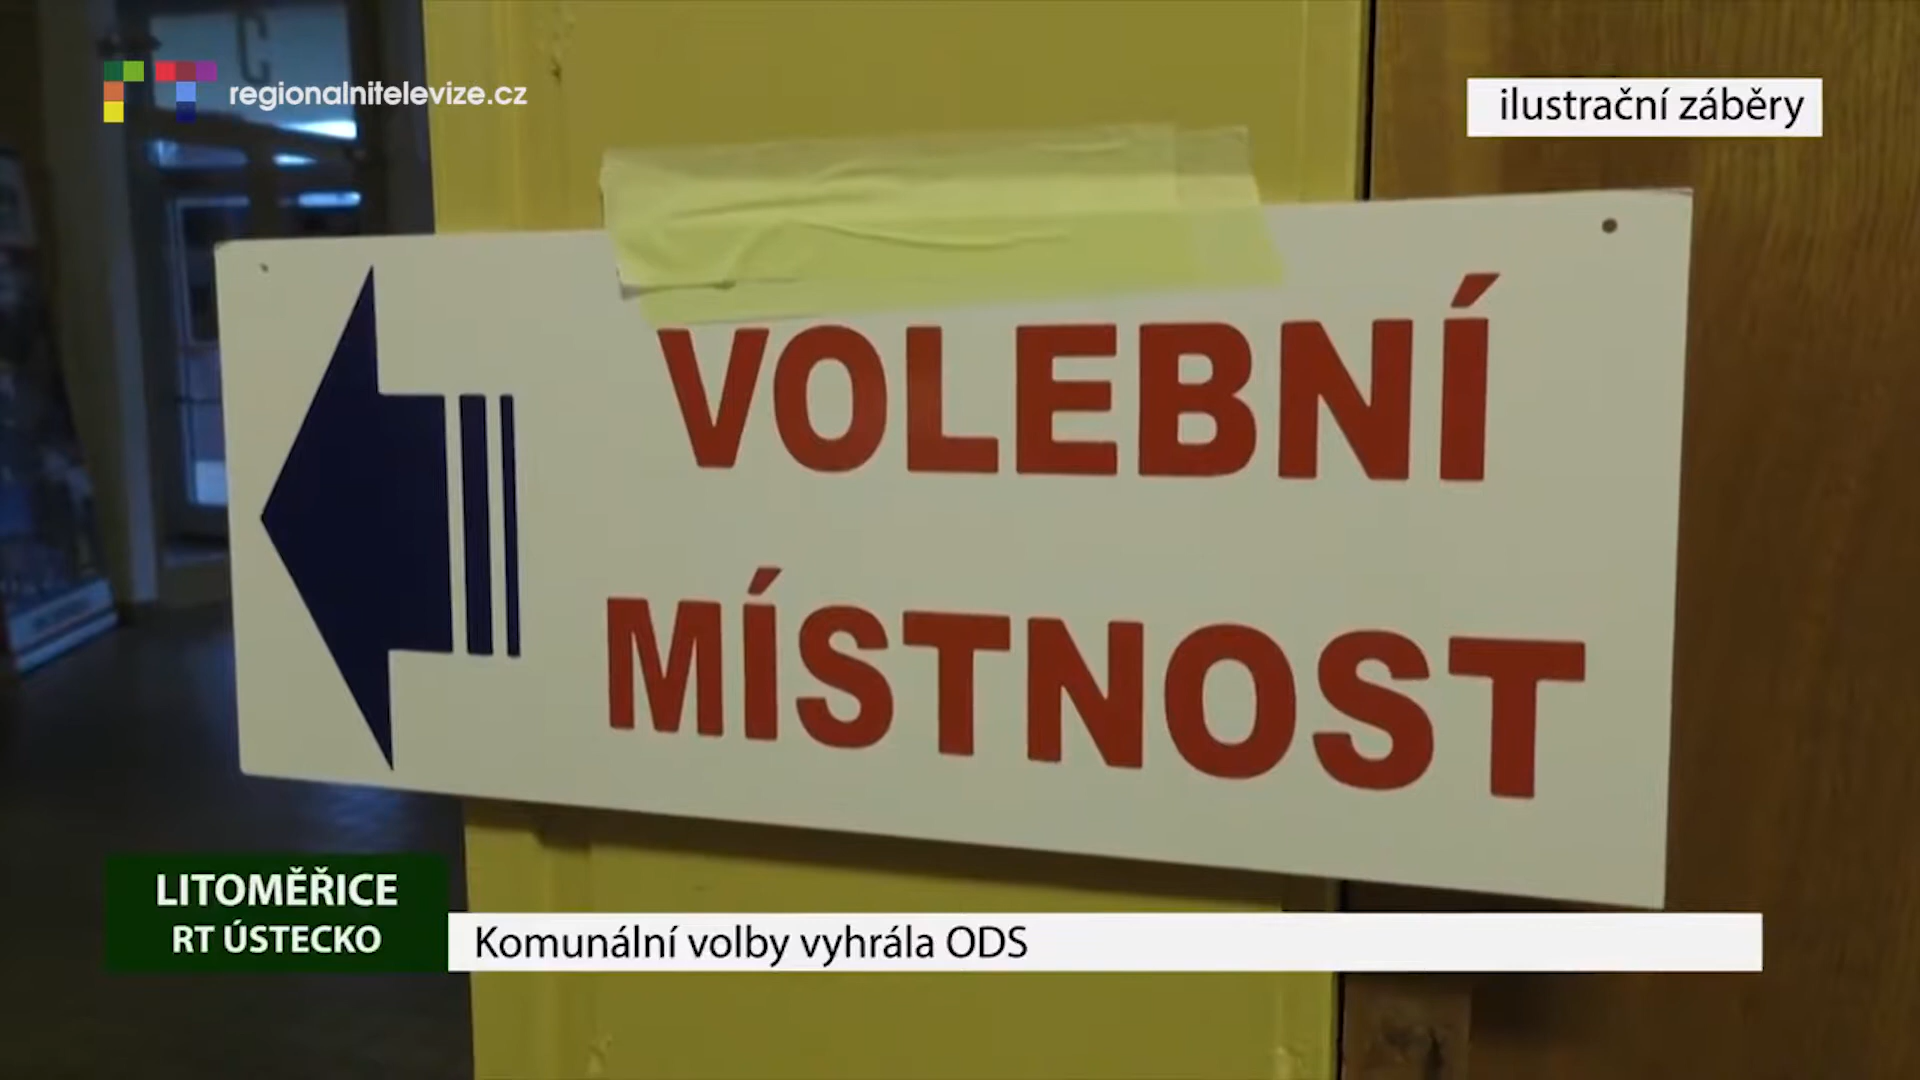 regionalnitelevize.cz
ilustrační záběry
VOLEBNÍ
MÍSTNOST
LITOMĚŘICE
RT ÚSTECKO
Komunální volby vyhrála ODS